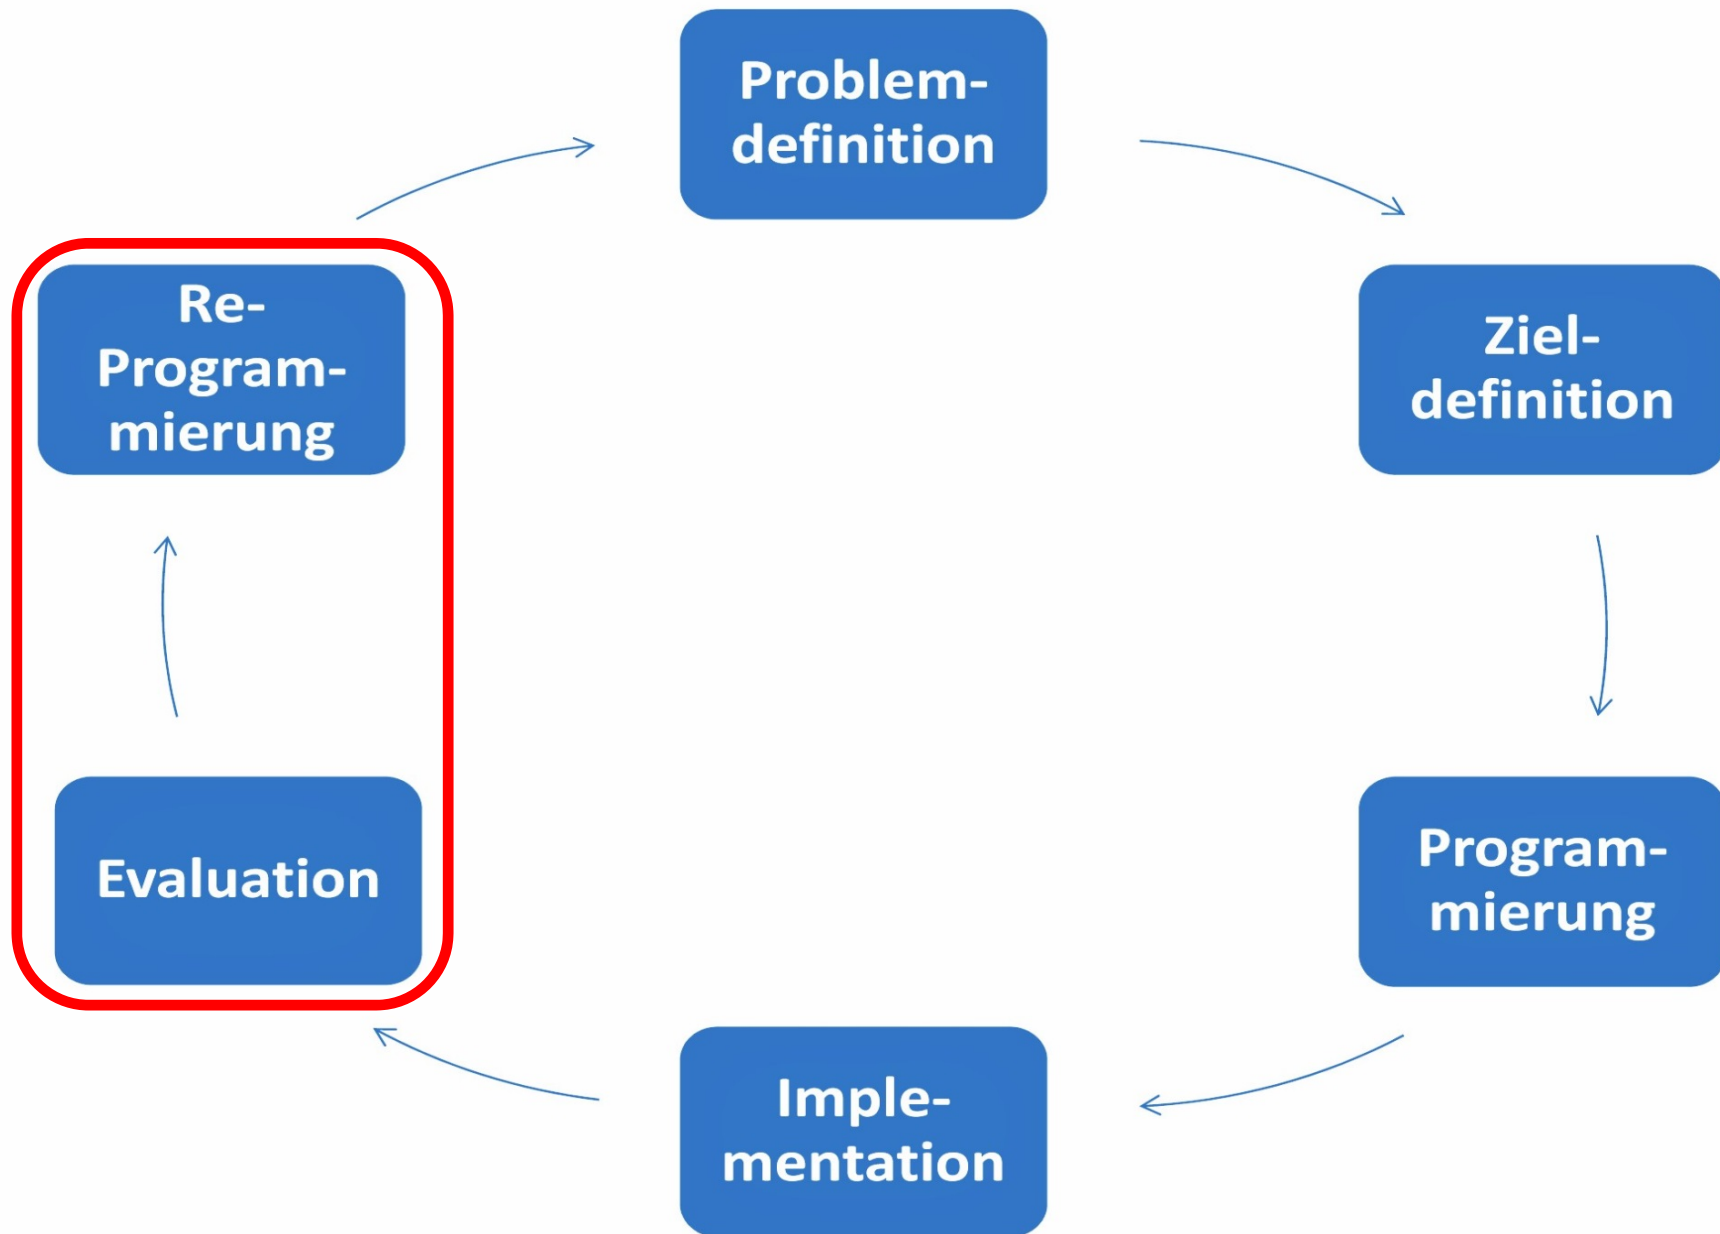 Problem-
definition
Ziel-
definition
Program-
mierung
Imple-
mentation
Evaluation
Re-
Program-
mierung